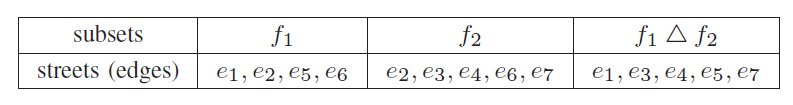 subsets f₁ f₂ f₁ △ f₂
streets (edges) e₁, e₂, e₅, e₆ e₂, e₃, e₄, e₆, e₇ e₁, e₃, e₄, e₅, e₇